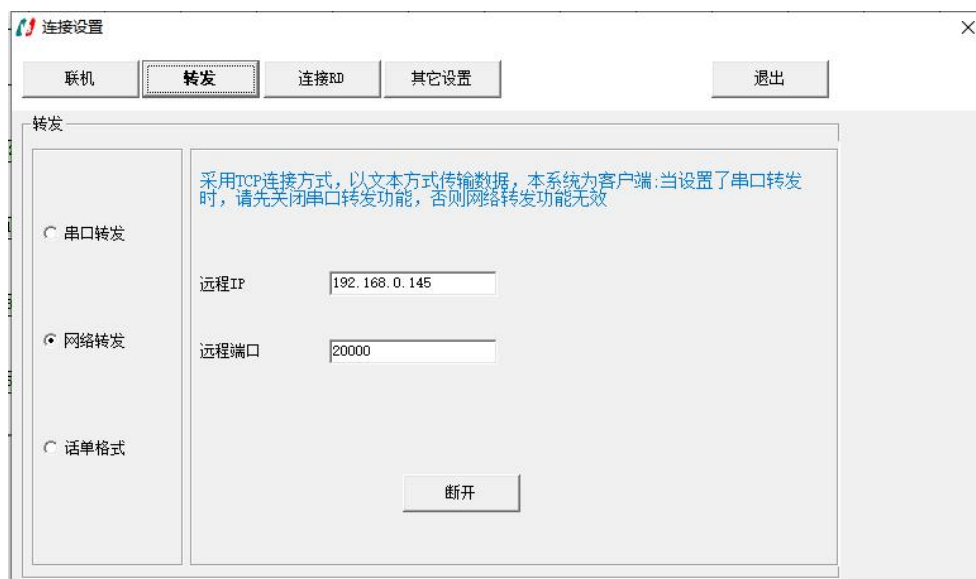 连接设置
联机
转发
连接RD
其它设置
退出
转发
采用TCP连接方式，以文本方式传输数据，本系统为客户端:当设置了串口转发
时，请先关闭串口转发功能，否则网络转发功能无效
串口转发
远程IP
192.168.0.145
网络转发
远程端口
20000
话单格式
断开